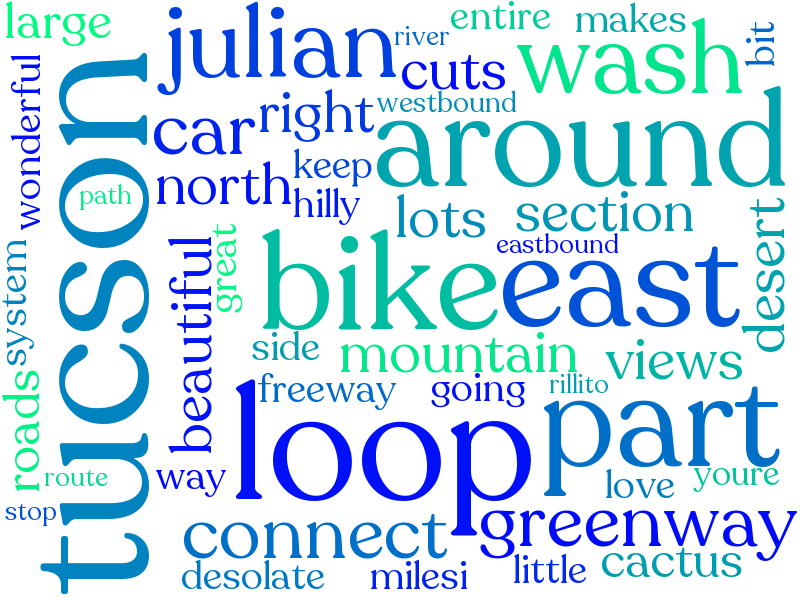 large
julian
river
entire
makes
bit
wonderful
cuts
wash
westbound
car
right
around
keep
north
hilly
path
tucson
lots
section
desert
system
beautiful
great
bike
eastbound
east
side
mountain
views
roads
freeway
going
rillito
part
loop
route
way
love
youre
stop
connect
greenway
desolate
milesi
little
cactus